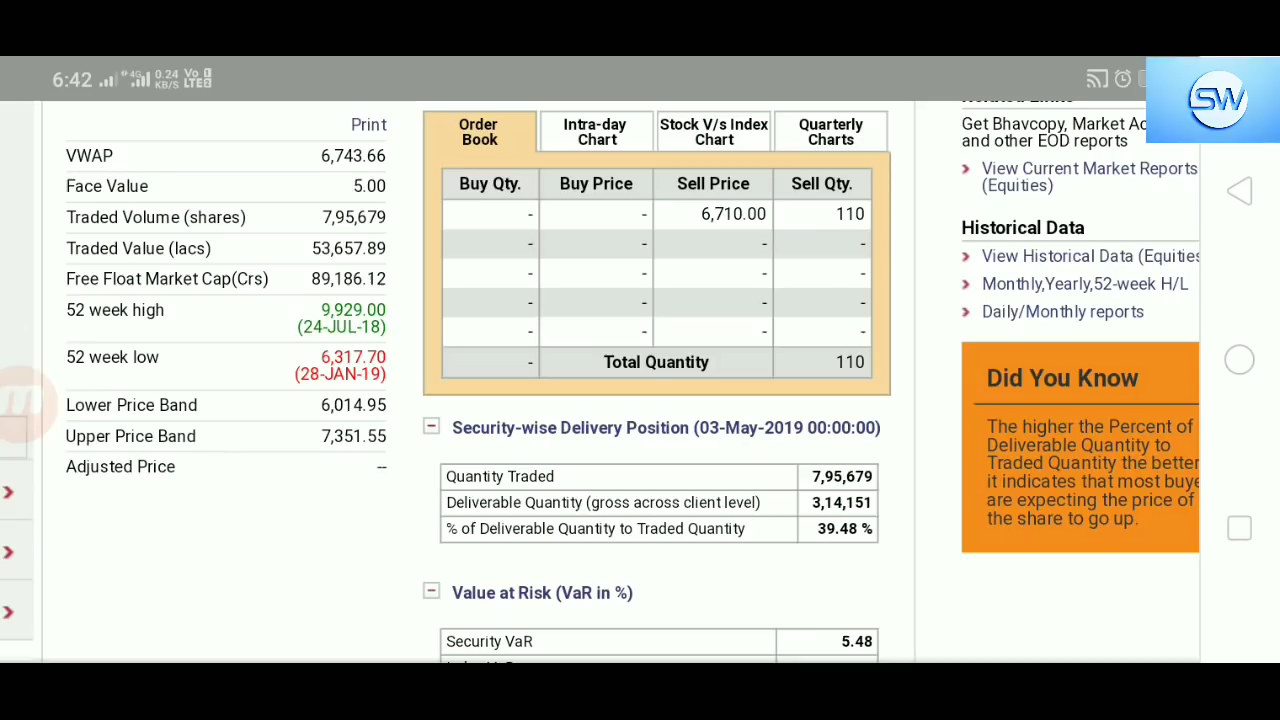 6:42 4G 0.24 KB/S Vo LTE 1 2
SW
Print
VWAP 6,743.66
Face Value 5.00
Traded Volume (shares) 7,95,679
Traded Value (lacs) 53,657.89
Free Float Market Cap(Crs) 89,186.12
52 week high 9,929.00
(24-JUL-18)
52 week low 6,317.70
(28-JAN-19)
Lower Price Band 6,014.95
Upper Price Band 7,351.55
Adjusted Price --
Order Book
Intra-day Chart
Stock V/s Index Chart
Quarterly Charts
Buy Qty. Buy Price Sell Price Sell Qty.
- - 6,710.00 110
- - - -
- - - -
- - - -
- - - -
- Total Quantity 110
Security-wise Delivery Position (03-May-2019 00:00:00)
Quantity Traded 7,95,679
Deliverable Quantity (gross across client level) 3,14,151
% of Deliverable Quantity to Traded Quantity 39.48 %
Value at Risk (VaR in %)
Security VaR 5.48
Get Bhavcopy, Market Ac
and other EOD reports
View Current Market Reports
(Equities)
Historical Data
View Historical Data (Equities
Monthly,Yearly,52-week H/L
Daily/Monthly reports
Did You Know
The higher the Percent of
Deliverable Quantity to
Traded Quantity the better
it indicates that most buye
are expecting the price of
the share to go up.